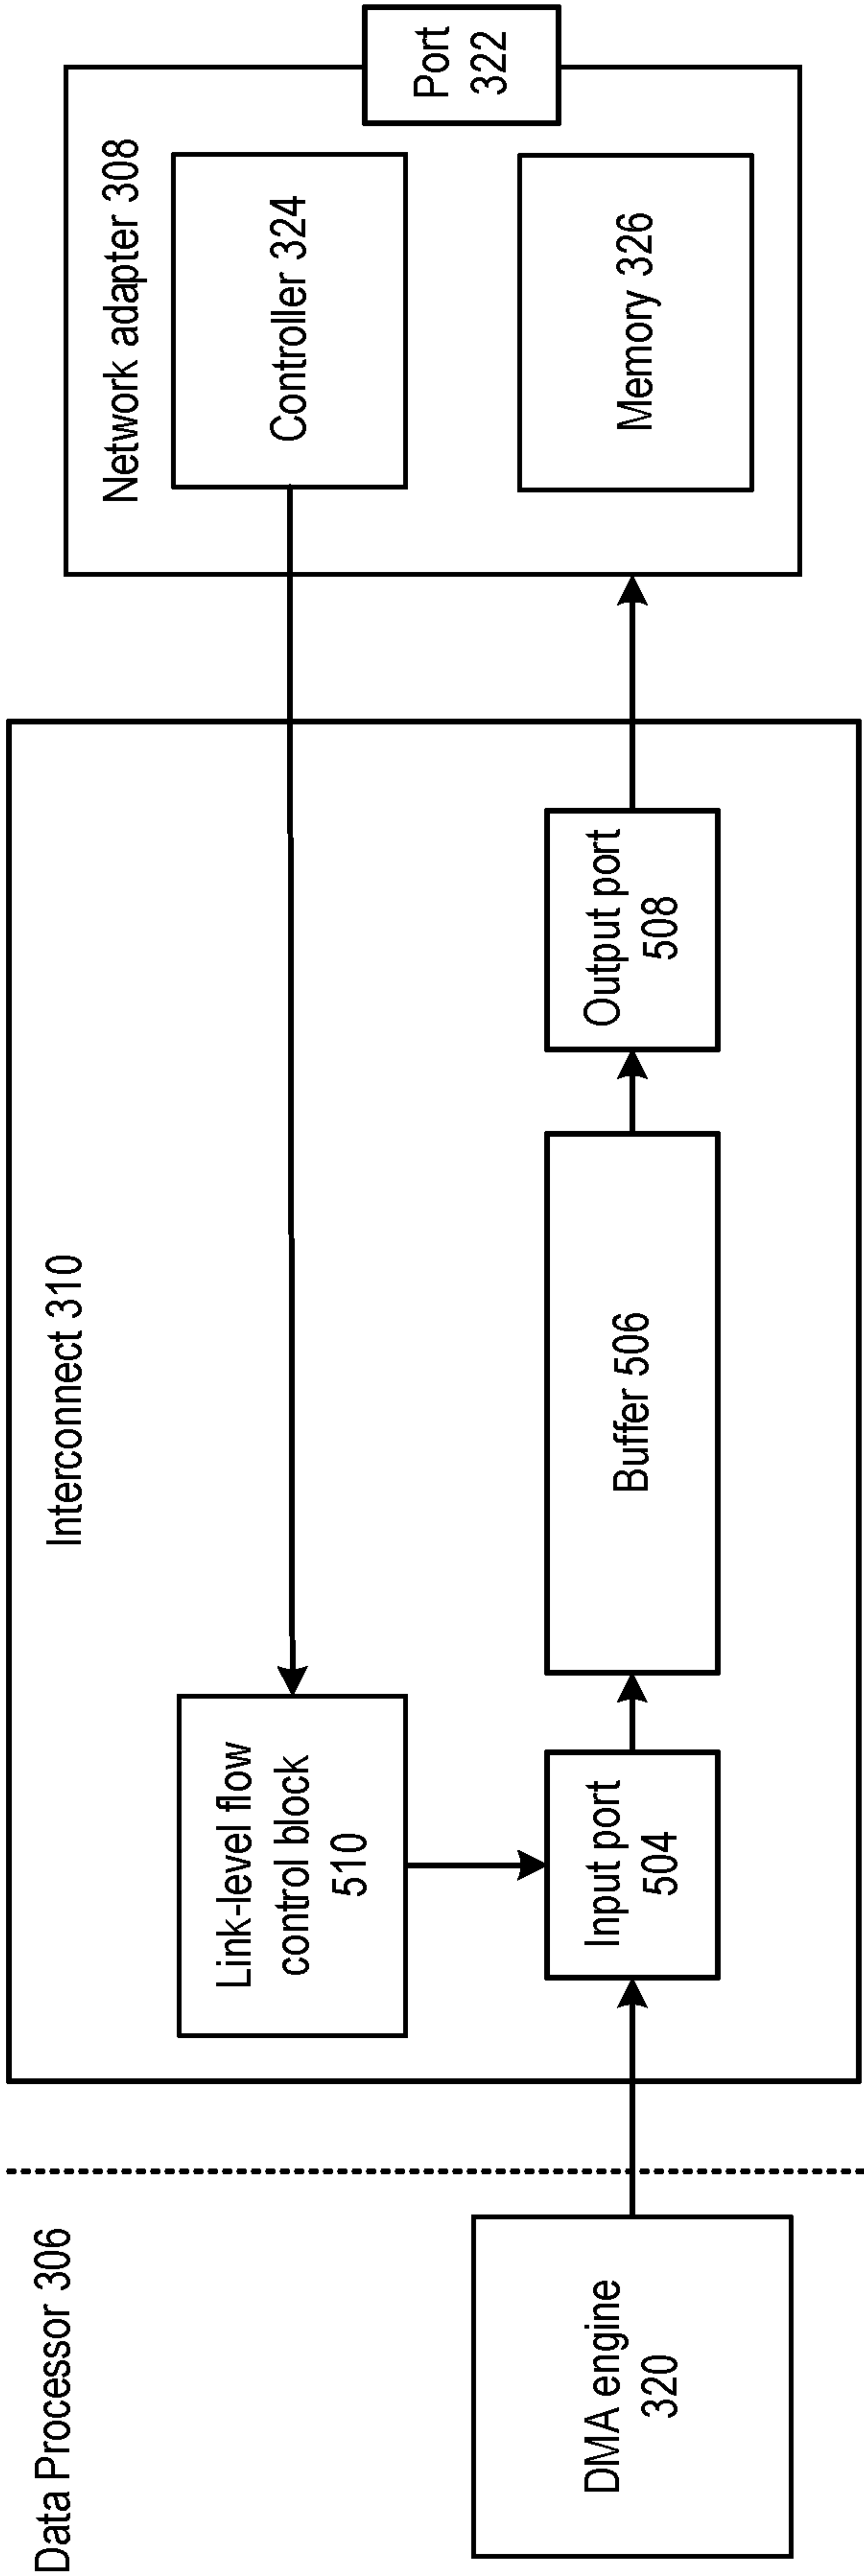 Data Processor 306
DMA engine
320
Interconnect 310
Link-level flow
control block
510
Input port
504
Buffer 506
Output port
508
Network adapter 308
Controller 324
Memory 326
Port
322